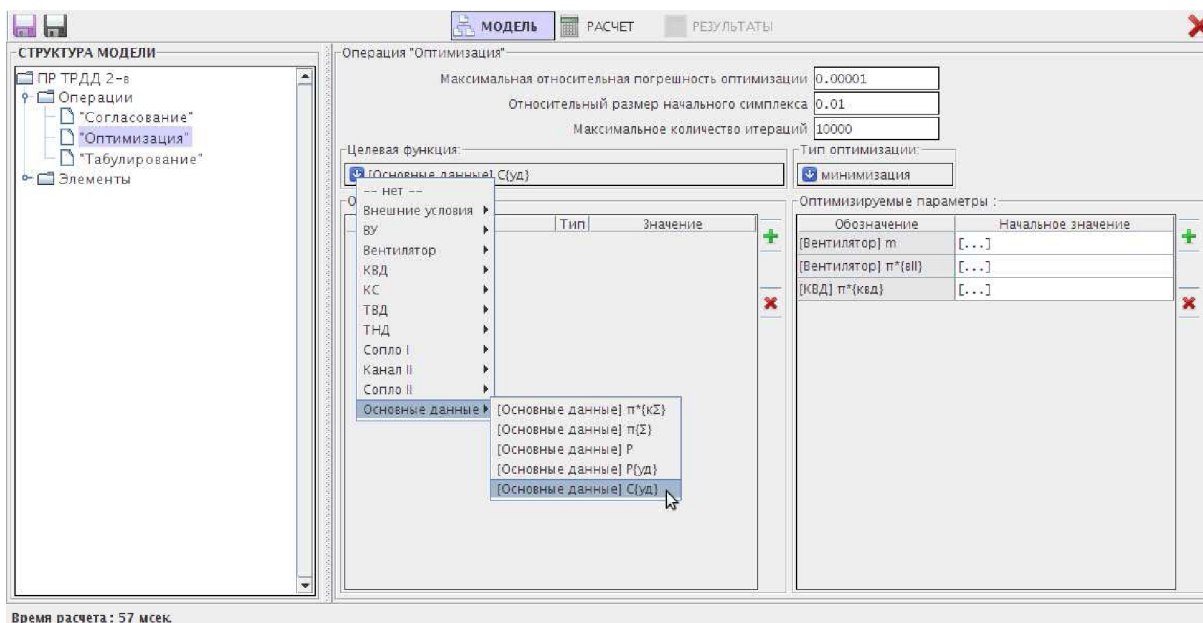 МОДЕЛЬ РАСЧЕТ РЕЗУЛЬТАТЫ
СТРУКТУРА МОДЕЛИ
ПР ТРДД 2-в
Операции
"Согласование"
"Оптимизация"
"Табулирование"
Элементы
Операция "Оптимизация"
Максимальная относительная погрешность оптимизации 0.00001
Относительный размер начального симплекса 0.01
Максимальное количество итераций 10000
Целевая функция:
[Основные данные] C{уд}
-- нет --
Внешние условия
ВУ
Вентилятор
КВД
КС
ТВД
ТНД
Сопло I
Канал II
Сопло II
Основные данные
[Основные данные] π*{кΣ}
[Основные данные] π{Σ}
[Основные данные] P
[Основные данные] P{уд}
[Основные данные] C{уд}
Тип Значение
Тип оптимизации:
минимизация
Оптимизируемые параметры :
Обозначение Начальное значение
[Вентилятор] m [...]
[Вентилятор] π*{вII} [...]
[КВД] π*{квд} [...]
Время расчета: 57 мсек.